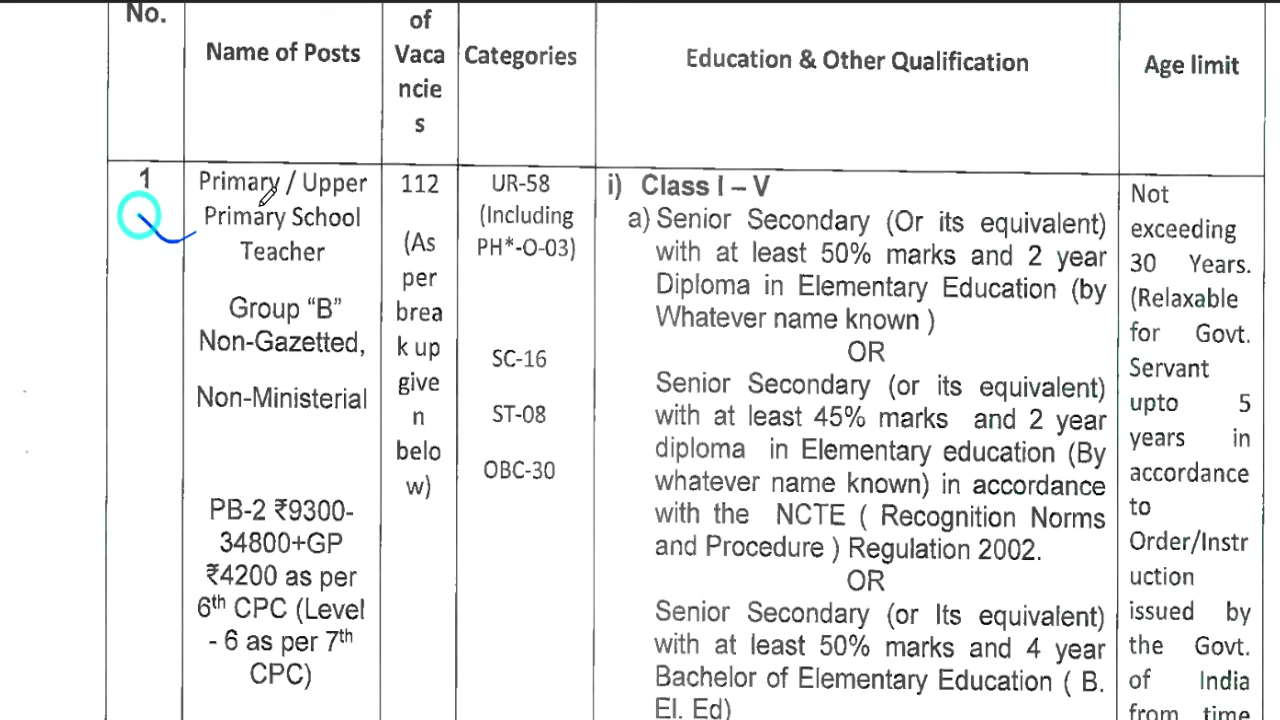 No.
Name of Posts
of
Vaca
ncie
s
Categories
Education & Other Qualification
Age limit
1
Primary / Upper
Primary School
Teacher
Group “B”
Non-Gazetted,
Non-Ministerial
PB-2 ₹9300-
34800+GP
₹4200 as per
6th CPC (Level
- 6 as per 7th
CPC)
112
(As
per
brea
k up
give
n
belo
w)
UR-58
(Including
PH*-O-03)
SC-16
ST-08
OBC-30
i) Class I – V
a) Senior Secondary (Or its equivalent)
with at least 50% marks and 2 year
Diploma in Elementary Education (by
Whatever name known )
OR
Senior Secondary (or its equivalent)
with at least 45% marks and 2 year
diploma in Elementary education (By
whatever name known) in accordance
with the NCTE ( Recognition Norms
and Procedure ) Regulation 2002.
OR
Senior Secondary (or Its equivalent)
with at least 50% marks and 4 year
Bachelor of Elementary Education ( B.
El. Ed)
Not
exceeding
30 Years.
(Relaxable
for Govt.
Servant
upto 5
years in
accordance
to
Order/Instr
uction
issued by
the Govt.
of India
from time